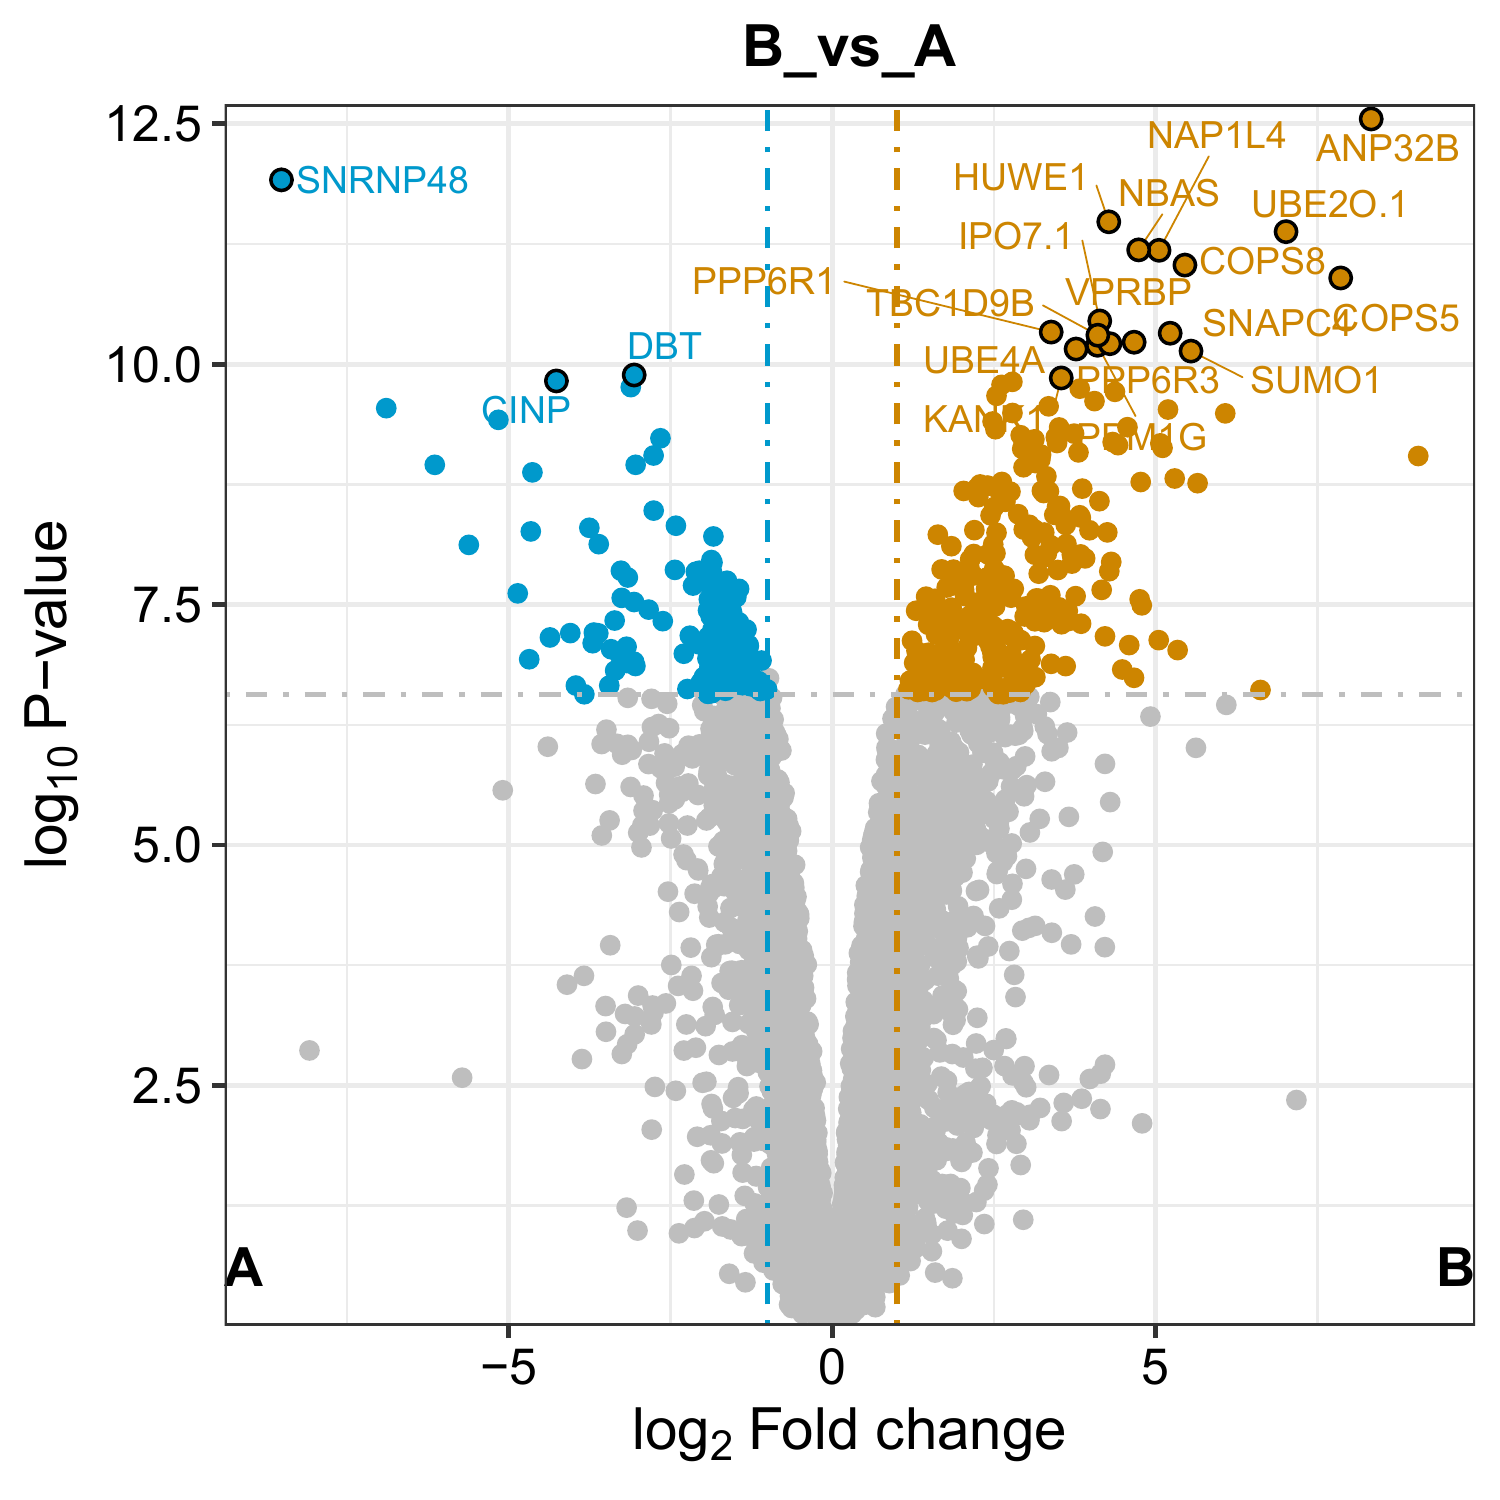 B_vs_A
12.5
10.0
7.5
5.0
2.5
log10 P−value
NAP1L4
ANP32B
SNRNP48
HUWE1
NBAS
UBE2O.1
IPO7.1
COPS8
PPP6R1
TBC1D9B
VPRBP
SNAPC4
COPS5
DBT
UBE4A
PPP6R3
SUMO1
CINP
PPM1G
A
B
−5
0
5
log2 Fold change